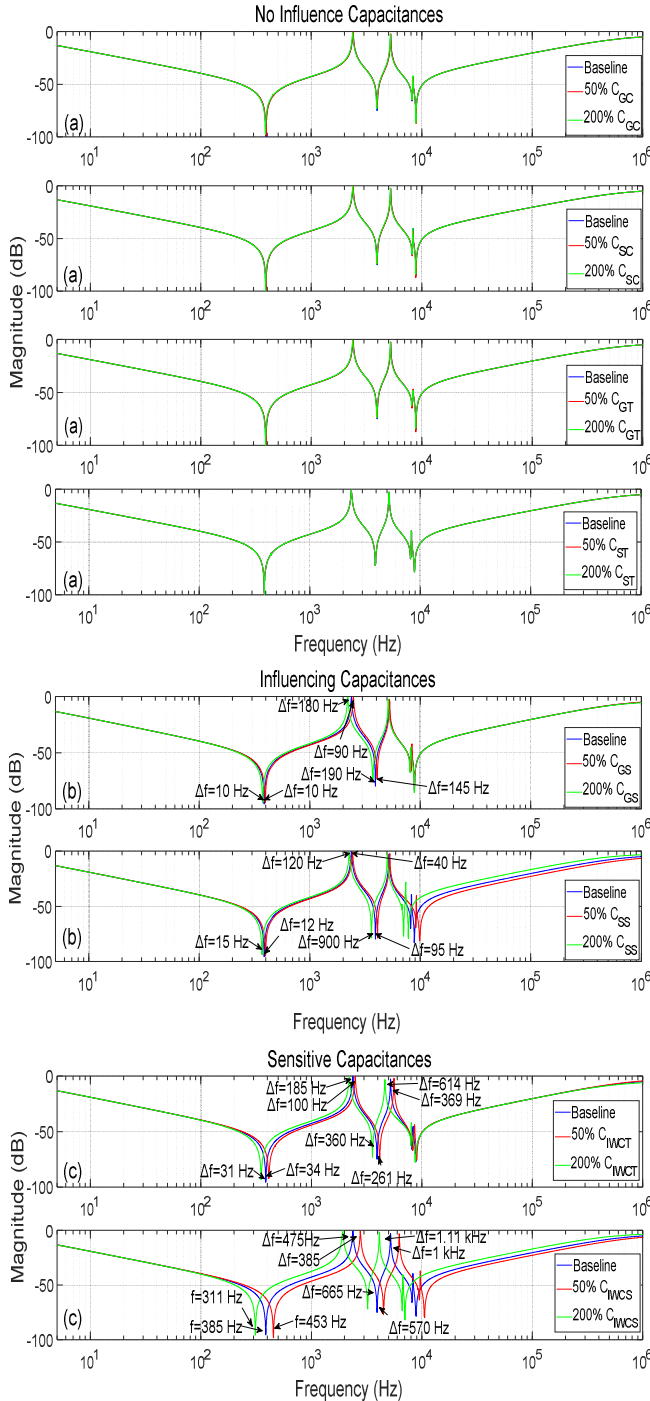 No Influence Capacitances
0
-50
-100
(a)
Baseline
50% C_GC
200% C_GC
10^1
10^2
10^3
10^4
10^5
10^6
0
-50
-100
(a)
Baseline
50% C_SC
200% C_SC
10^1
10^2
10^3
10^4
10^5
10^6
Magnitude (dB)
0
-50
-100
(a)
Baseline
50% C_GT
200% C_GT
10^1
10^2
10^3
10^4
10^5
10^6
0
-50
-100
(a)
Baseline
50% C_ST
200% C_ST
10^1
10^2
10^3
10^4
10^5
10^6
Frequency (Hz)
Influencing Capacitances
0
-50
-100
(b)
Δf=180 Hz
Δf=90 Hz
Δf=190 Hz
Δf=145 Hz
Δf=10 Hz
Δf=10 Hz
Baseline
50% C_GS
200% C_GS
10^1
10^2
10^3
10^4
10^5
10^6
Magnitude (dB)
0
-50
-100
(b)
Δf=120 Hz
Δf=40 Hz
Δf=12 Hz
Δf=15 Hz
Δf=900 Hz
Δf=95 Hz
Baseline
50% C_SS
200% C_SS
10^1
10^2
10^3
10^4
10^5
10^6
Frequency (Hz)
Sensitive Capacitances
0
-50
-100
(c)
Δf=185 Hz
Δf=100 Hz
Δf=614 Hz
Δf=369 Hz
Δf=360 Hz
Δf=31 Hz
Δf=34 Hz
Δf=261 Hz
Baseline
50% C_IWCT
200% C_IWCT
10^1
10^2
10^3
10^4
10^5
10^6
Magnitude (dB)
0
-50
-100
(c)
Δf=475Hz
Δf=385
Δf=1.11 kHz
Δf=1 kHz
Δf=665 Hz
f=311 Hz
f=385 Hz
f=453 Hz
Δf=570 Hz
Baseline
50% C_IWCS
200% C_IWCS
10^1
10^2
10^3
10^4
10^5
10^6
Frequency (Hz)